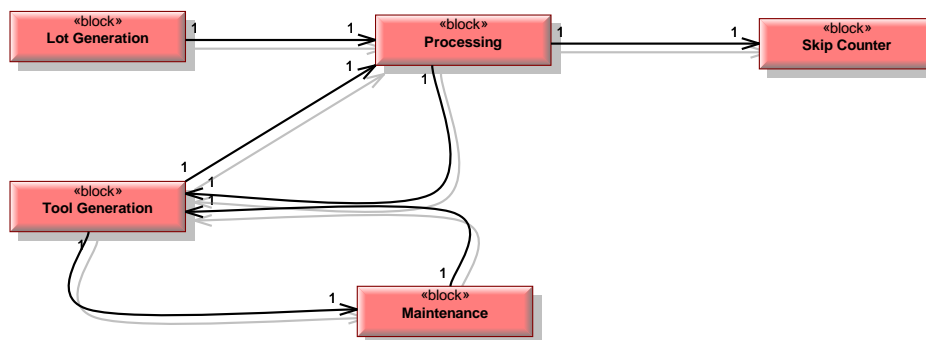 «block»
Lot Generation
1
1
«block»
Processing
1
1
«block»
Skip Counter
1
1
1
1
1
«block»
Tool Generation
1
1
1
1
«block»
Maintenance